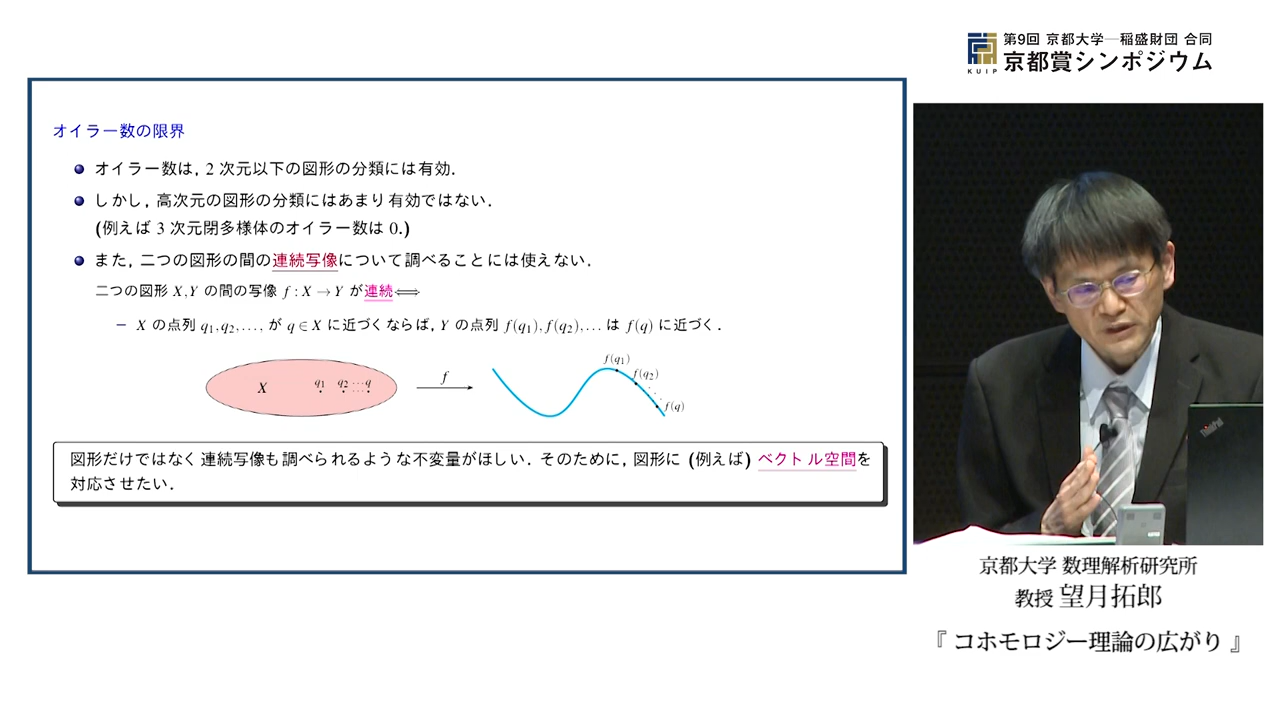 第9回 京都大学―稲盛財団 合同
京都賞シンポジウム
KUIP
オイラー数の限界
オイラー数は, 2 次元以下の図形の分類には有効.
しかし, 高次元の図形の分類にはあまり有効ではない.
(例えば 3 次元閉多様体のオイラー数は 0.)
また, 二つの図形の間の連続写像について調べることには使えない.
二つの図形 X, Y の間の写像 f : X → Y が連続⟺
− X の点列 q1, q2, . . . , が q ∈ X に近づくならば, Y の点列 f(q1), f(q2), . . . は f(q) に近づく.
X q1 q2 ··· q
f
f(q1)
f(q2)
f(q)
図形だけではなく連続写像も調べられるような不変量がほしい. そのために, 図形に (例えば) ベクトル空間を
対応させたい.
ThinkPad
京都大学 数理解析研究所
教授 望月拓郎
『 コホモロジー理論の広がり 』